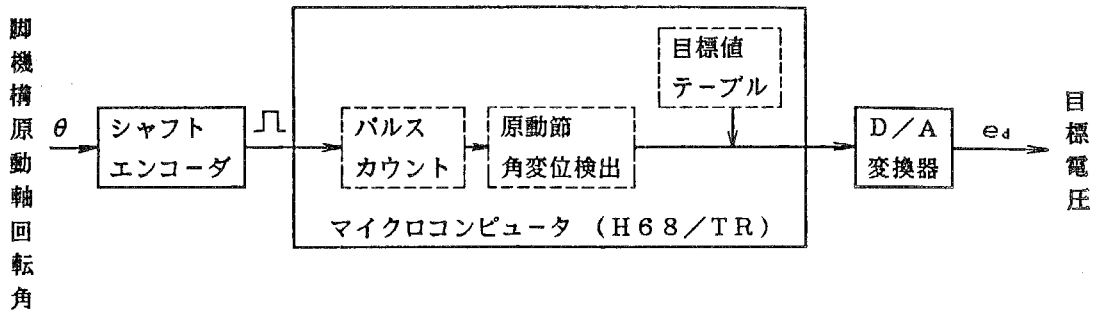 脚機構原動軸回転角
θ
シャフト
エンコーダ
パルス
カウント
原動節
角変位検出
目標値
テーブル
マイクロコンピュータ (H68/TR)
D/A
変換器
ed
目標電圧